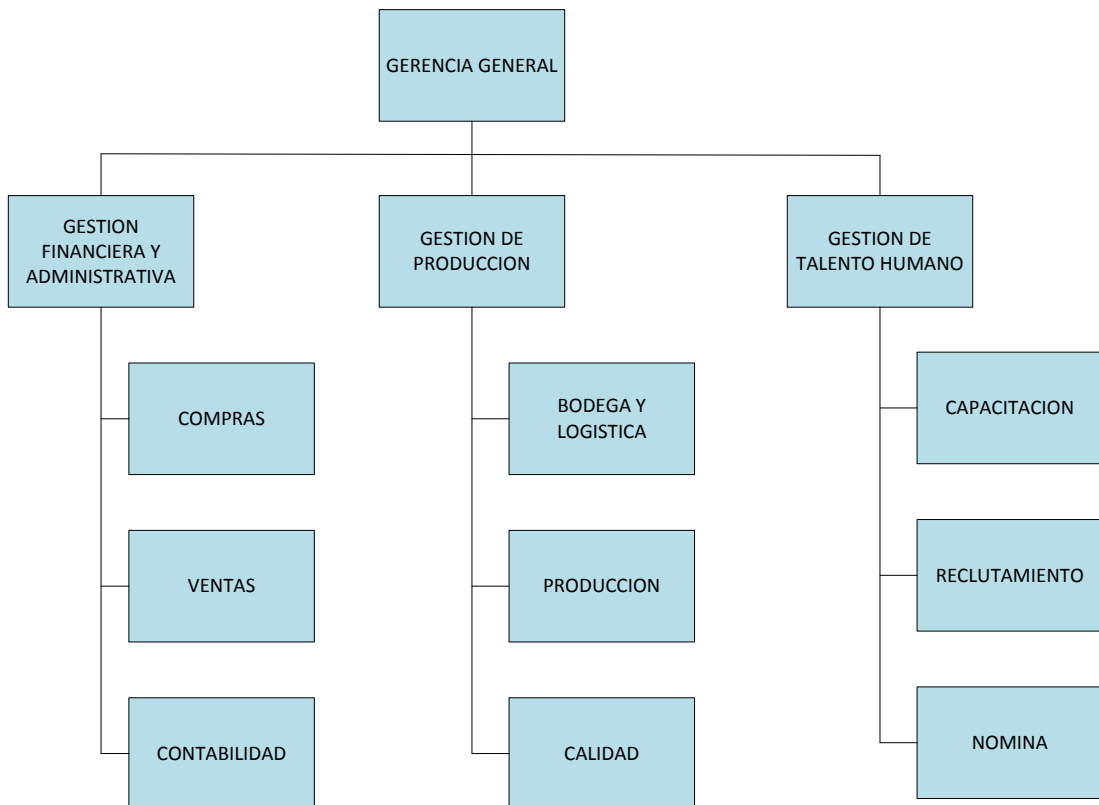 GERENCIA GENERAL
GESTION
FINANCIERA Y
ADMINISTRATIVA
GESTION DE
PRODUCCION
GESTION DE
TALENTO HUMANO
COMPRAS
VENTAS
CONTABILIDAD
BODEGA Y
LOGISTICA
PRODUCCION
CALIDAD
CAPACITACION
RECLUTAMIENTO
NOMINA